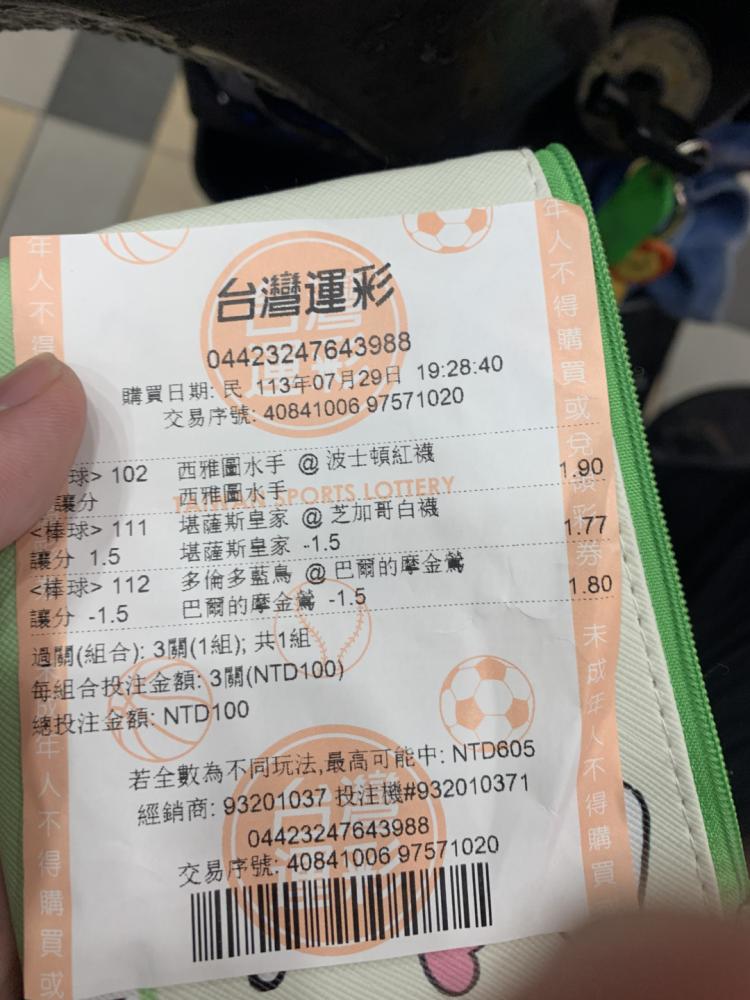 台灣運彩
04423247643988
購買日期: 民 113年07月29日 19:28:40
交易序號: 40841006 97571020
TAIWAN SPORTS LOTTERY
球> 102 西雅圖水手 @ 波士頓紅襪
讓分 西雅圖水手 1.90
<棒球> 111 堪薩斯皇家 @ 芝加哥白襪
讓分 1.5 堪薩斯皇家 -1.5 1.77
<棒球> 112 多倫多藍鳥 @ 巴爾的摩金鶯
讓分 -1.5 巴爾的摩金鶯 -1.5 1.80
過關(組合): 3關(1組); 共1組
每組合投注金額: 3關(NTD100)
總投注金額: NTD100
若全數為不同玩法,最高可能中: NTD605
經銷商: 93201037 投注機#932010371
04423247643988
交易序號: 40841006 97571020
年人不得
年人不得購買或
年人不得購買或兌領彩券
未成年人不得購買